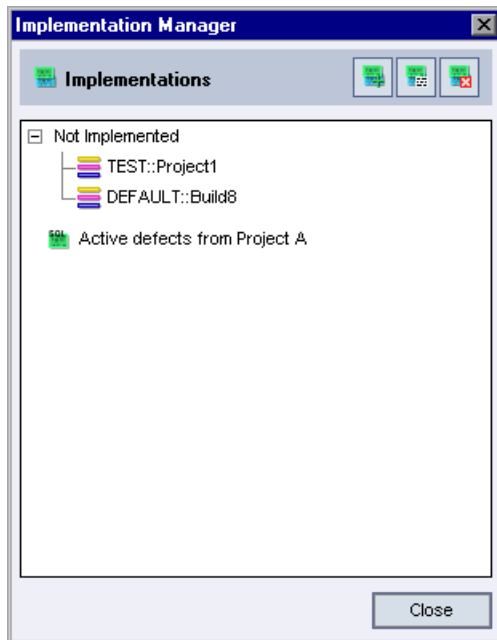 Implementation Manager
Implementations
Not Implemented
TEST::Project1
DEFAULT::Build8
SQL Active defects from Project A
Close